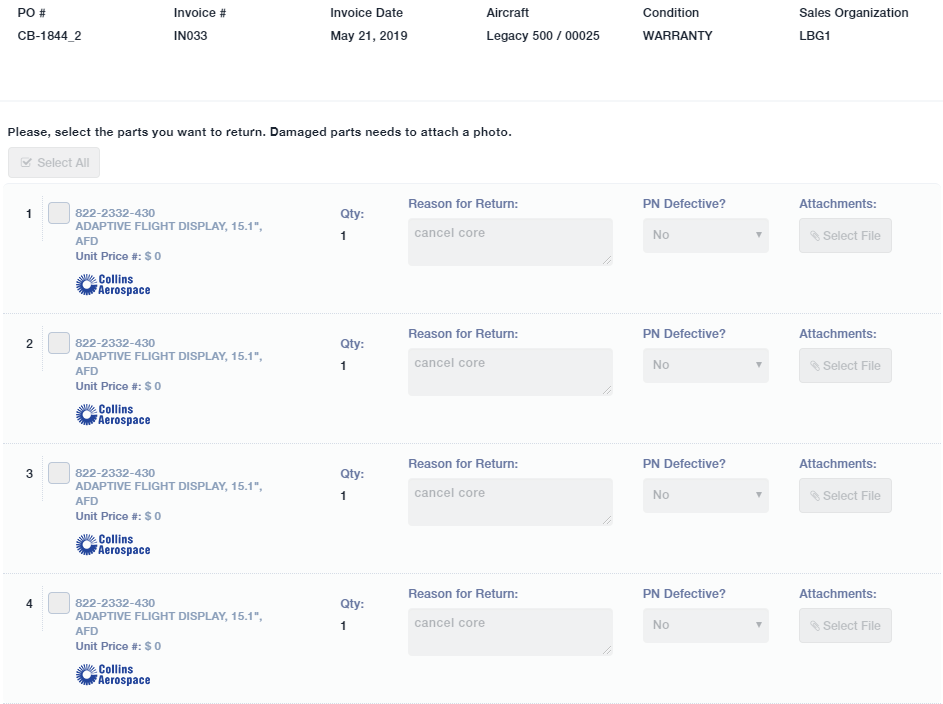 PO # Invoice # Invoice Date Aircraft Condition Sales Organization
CB-1844_2 IN033 May 21, 2019 Legacy 500 / 00025 WARRANTY LBG1
Please, select the parts you want to return. Damaged parts needs to attach a photo.
Select All
1 822-2332-430 Qty: Reason for Return: PN Defective? Attachments:
ADAPTIVE FLIGHT DISPLAY, 15.1", 1 cancel core No Select File
AFD
Unit Price #: $ 0
Collins
Aerospace
2 822-2332-430 Qty: Reason for Return: PN Defective? Attachments:
ADAPTIVE FLIGHT DISPLAY, 15.1", 1 cancel core No Select File
AFD
Unit Price #: $ 0
Collins
Aerospace
3 822-2332-430 Qty: Reason for Return: PN Defective? Attachments:
ADAPTIVE FLIGHT DISPLAY, 15.1", 1 cancel core No Select File
AFD
Unit Price #: $ 0
Collins
Aerospace
4 822-2332-430 Qty: Reason for Return: PN Defective? Attachments:
ADAPTIVE FLIGHT DISPLAY, 15.1", 1 cancel core No Select File
AFD
Unit Price #: $ 0
Collins
Aerospace